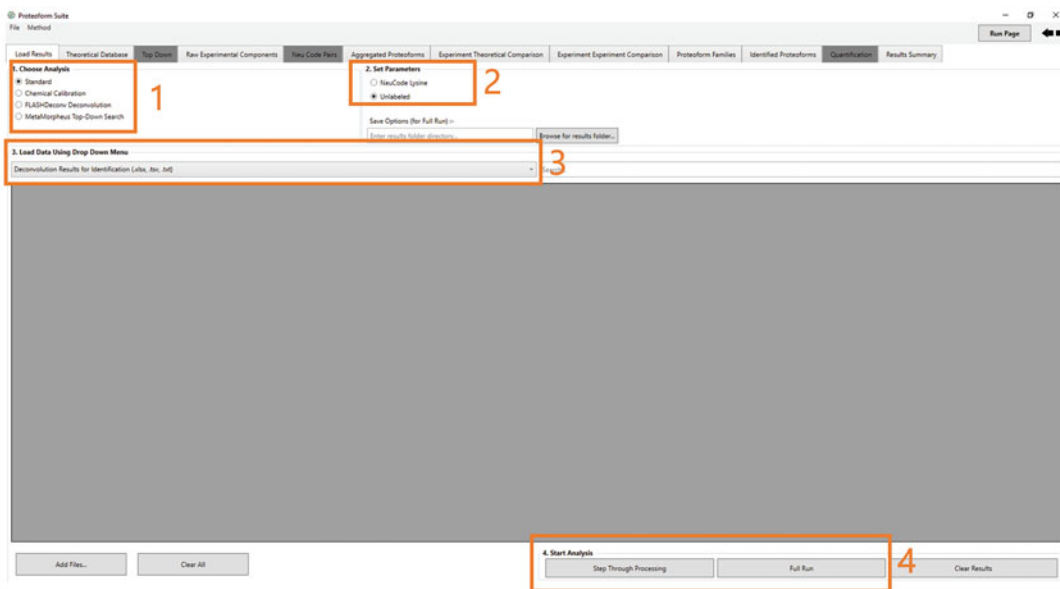 Proteoform Suite
File Method
Run Page
Load Results Theoretical Database Top Down Raw Experimental Components Neu Code Pairs Aggregated Proteoforms Experiment Theoretical Comparison Experiment Experiment Comparison Proteoform Families Identified Proteoforms Quantification Results Summary
1. Choose Analysis
Standard
Chemical Calibration
FLASHDeconv Deconvolution
MetaMorpheus Top-Down Search
1
2. Set Parameters
NeuCode Lysine
Unlabeled
2
Save Options (for Full Run) :-
Enter results folder directory... Browse for results folder...
3. Load Data Using Drop Down Menu
Deconvolution Results for Identification (.xlsx, .tsv, .txt)
3
Search
Add Files... Clear All
4. Start Analysis
Step Through Processing Full Run
4
Clear Results